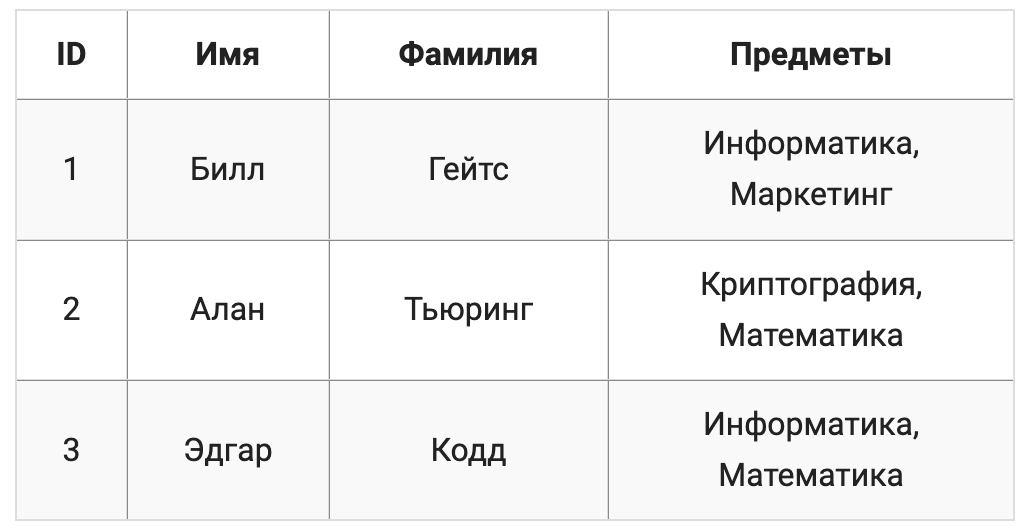 ID Имя Фамилия Предметы
1 Билл Гейтс Информатика,
Маркетинг
2 Алан Тьюринг Криптография,
Математика
3 Эдгар Кодд Информатика,
Математика